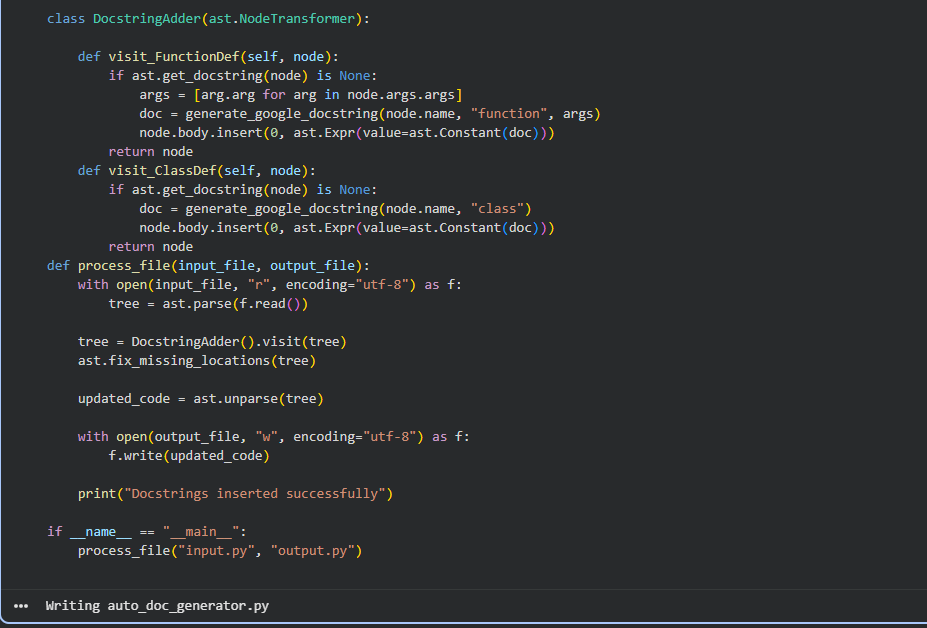 class DocstringAdder(ast.NodeTransformer):
    def visit_FunctionDef(self, node):
        if ast.get_docstring(node) is None:
            args = [arg.arg for arg in node.args.args]
            doc = generate_google_docstring(node.name, "function", args)
            node.body.insert(0, ast.Expr(value=ast.Constant(doc)))
        return node
    def visit_ClassDef(self, node):
        if ast.get_docstring(node) is None:
            doc = generate_google_docstring(node.name, "class")
            node.body.insert(0, ast.Expr(value=ast.Constant(doc)))
        return node
def process_file(input_file, output_file):
    with open(input_file, "r", encoding="utf-8") as f:
        tree = ast.parse(f.read())
    tree = DocstringAdder().visit(tree)
    ast.fix_missing_locations(tree)
    updated_code = ast.unparse(tree)
    with open(output_file, "w", encoding="utf-8") as f:
        f.write(updated_code)
    print("Docstrings inserted successfully")
if __name__ == "__main__":
    process_file("input.py", "output.py")
••• Writing auto_doc_generator.py